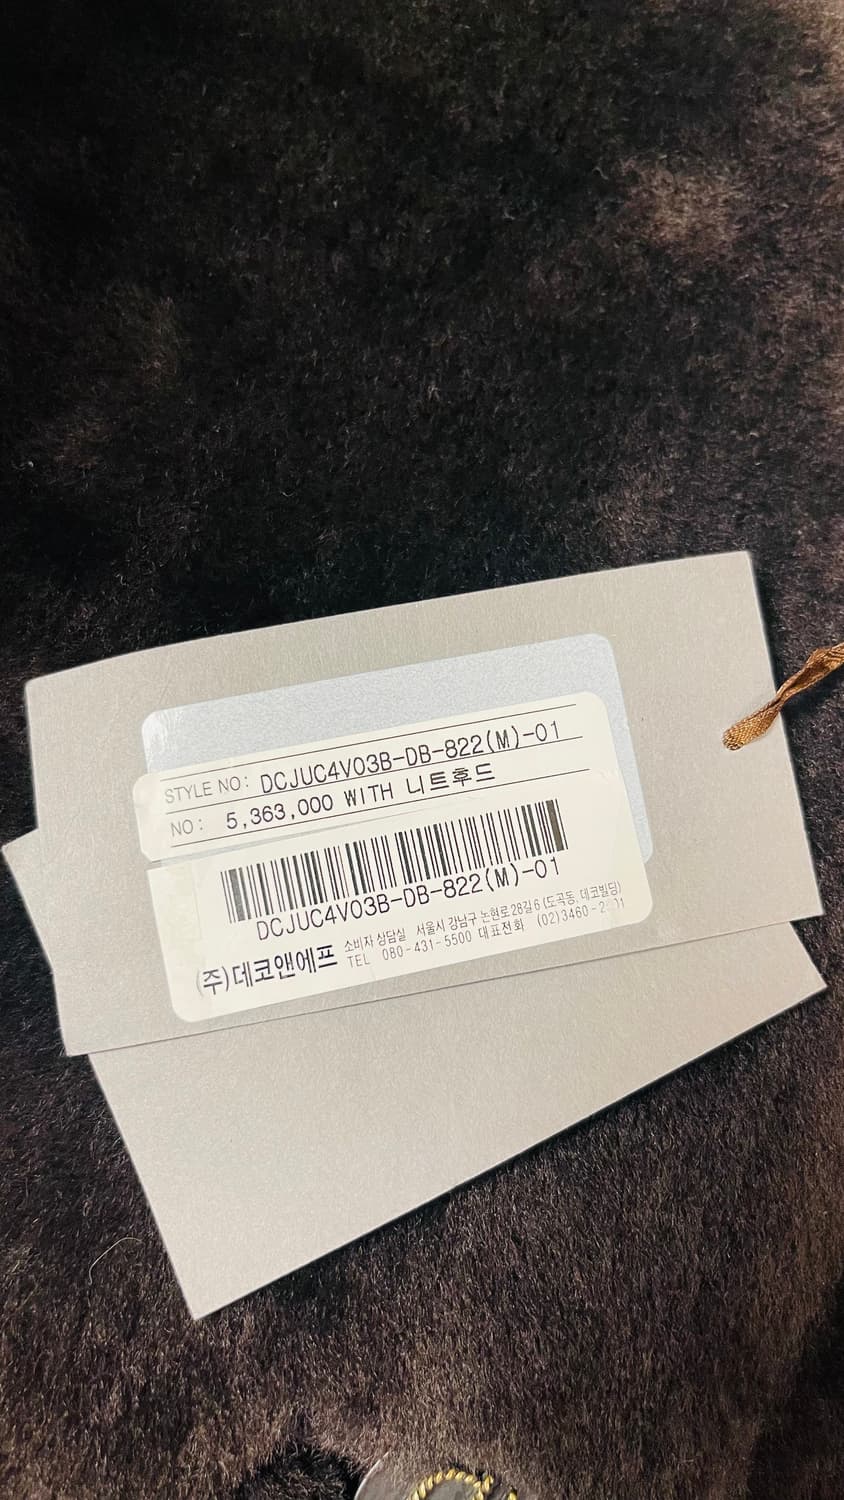 STYLE NO: DCJUC4V03B-DB-822(M)-01
NO: 5,363,000 WITH 니트후드
DCJUC4V03B-DB-822(M)-01
(주)데코앤에프 소비자 상담실 서울시 강남구 논현로28길 6 (도곡동, 데코빌딩)
TEL 080-431-5500 대표전화